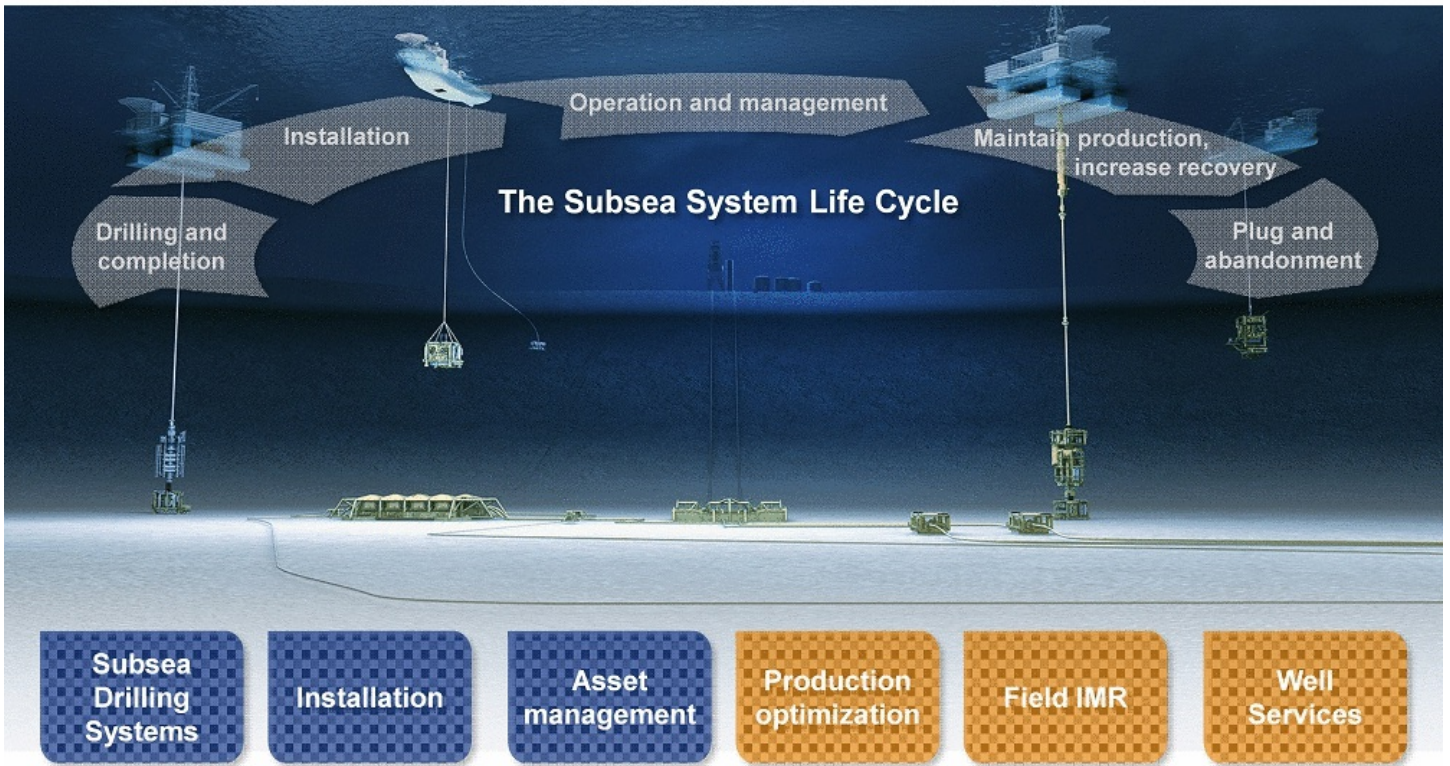 Installation
Operation and management
Maintain production,
increase recovery
The Subsea System Life Cycle
Drilling and
completion
Plug and
abandonment
Subsea
Drilling
Systems
Installation
Asset
management
Production
optimization
Field IMR
Well
Services